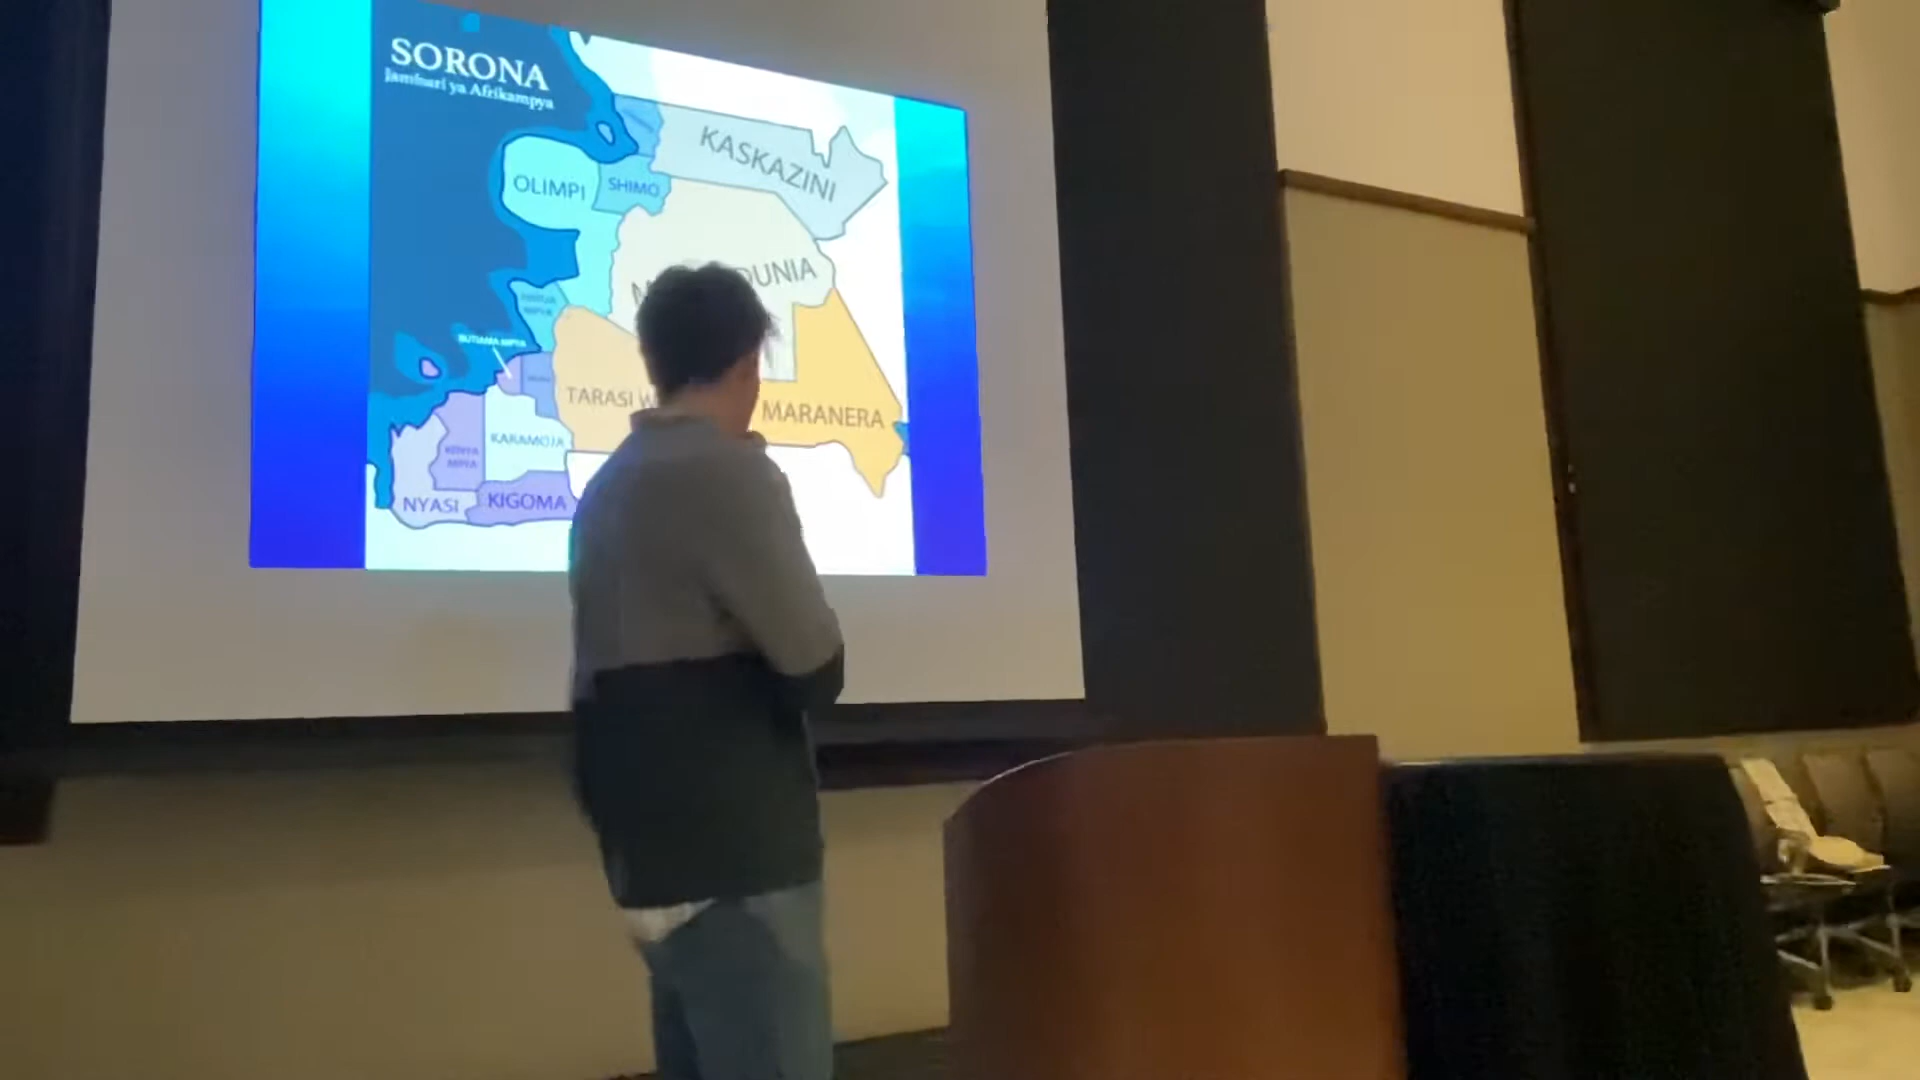 SORONA
Jamhuri ya Afrikampya
KASKAZINI
OLIMPI
SHIMO
DUNIA
BUTIAMA MPYA
TARASI W
MARANERA
KARAMOJA
NYASI
KIGOMA